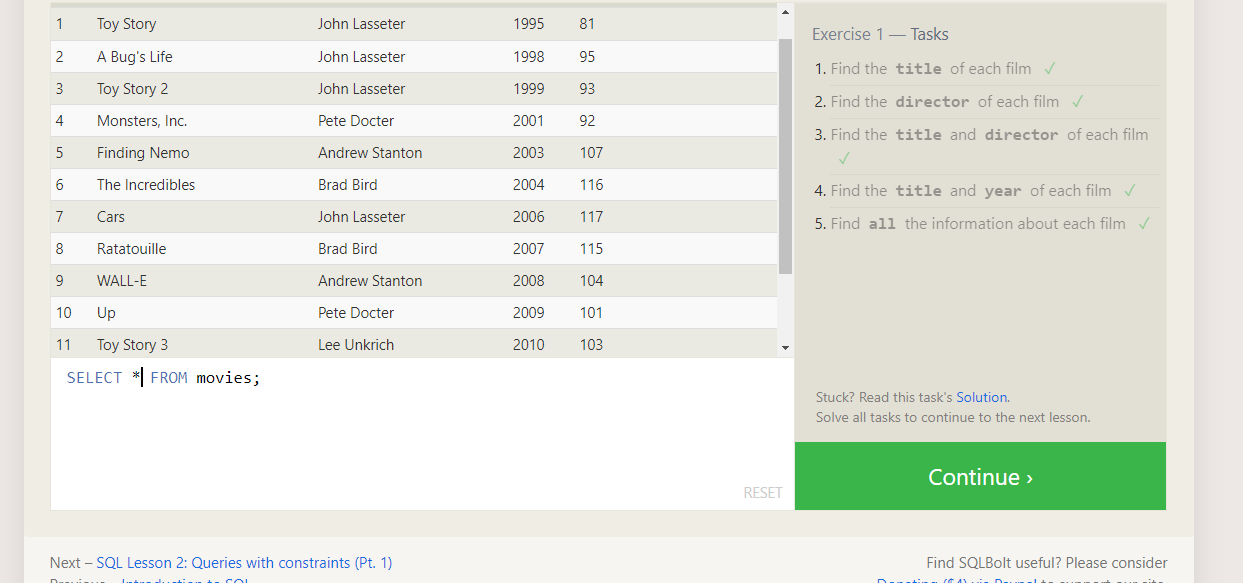 1 Toy Story John Lasseter 1995 81
2 A Bug's Life John Lasseter 1998 95
3 Toy Story 2 John Lasseter 1999 93
4 Monsters, Inc. Pete Docter 2001 92
5 Finding Nemo Andrew Stanton 2003 107
6 The Incredibles Brad Bird 2004 116
7 Cars John Lasseter 2006 117
8 Ratatouille Brad Bird 2007 115
9 WALL-E Andrew Stanton 2008 104
10 Up Pete Docter 2009 101
11 Toy Story 3 Lee Unkrich 2010 103
SELECT * FROM movies;
RESET
Exercise 1 — Tasks
1. Find the title of each film ✓
2. Find the director of each film ✓
3. Find the title and director of each film
✓
4. Find the title and year of each film ✓
5. Find all the information about each film ✓
Stuck? Read this task's Solution.
Solve all tasks to continue to the next lesson.
Continue ›
Next – SQL Lesson 2: Queries with constraints (Pt. 1)
Previous – Introduction to SQL
Find SQLBolt useful? Please consider
Donating ($4) via Paypal to support our site.